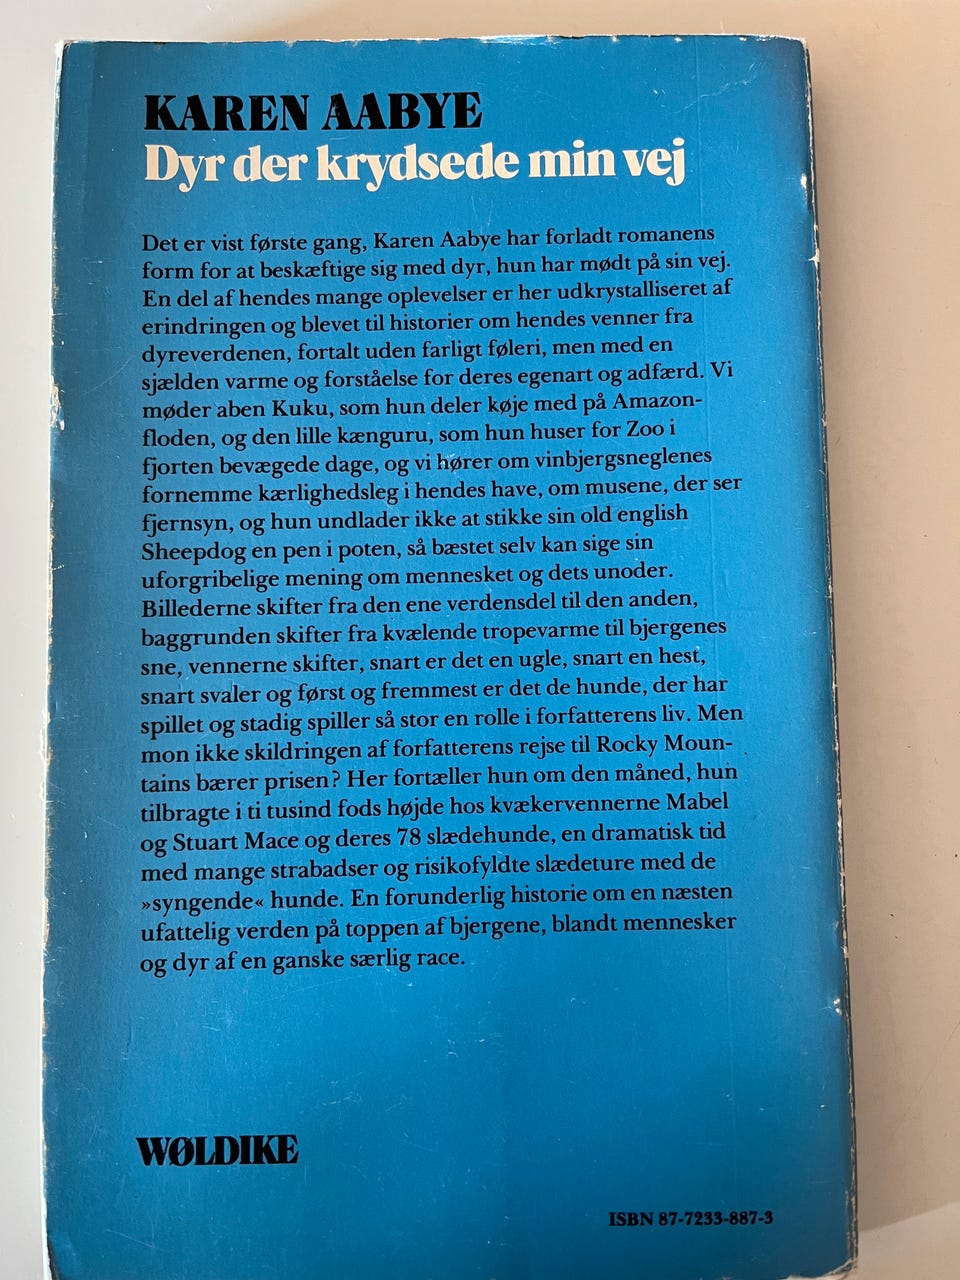 KAREN AABYE
Dyr der krydsede min vej
Det er vist første gang, Karen Aabye har forladt romanens
form for at beskæftige sig med dyr, hun har mødt på sin vej.
En del af hendes mange oplevelser er her udkrystalliseret af
erindringen og blevet til historier om hendes venner fra
dyreverdenen, fortalt uden farligt føleri, men med en
sjælden varme og forståelse for deres egenart og adfærd. Vi
møder aben Kuku, som hun deler køje med på Amazon-
floden, og den lille kænguru, som hun huser for Zoo i
fjorten bevægede dage, og vi hører om vinbjergsneglenes
fornemme kærlighedsleg i hendes have, om musene, der ser
fjernsyn, og hun undlader ikke at stikke sin old english
Sheepdog en pen i poten, så bæstet selv kan sige sin
uforgribelige mening om mennesket og dets unoder.
Billederne skifter fra den ene verdensdel til den anden,
baggrunden skifter fra kvælende tropevarme til bjergenes
sne, vennerne skifter, snart er det en ugle, snart en hest,
snart svaler og først og fremmest er det de hunde, der har
spillet og stadig spiller så stor en rolle i forfatterens liv. Men
mon ikke skildringen af forfatterens rejse til Rocky Moun-
tains bærer prisen? Her fortæller hun om den måned, hun
tilbragte i ti tusind fods højde hos kvækervennerne Mabel
og Stuart Mace og deres 78 slædehunde, en dramatisk tid
med mange strabadser og risikofyldte slædeture med de
»syngende« hunde. En forunderlig historie om en næsten
ufattelig verden på toppen af bjergene, blandt mennesker
og dyr af en ganske særlig race.
WØLDIKE
ISBN 87-7233-887-3